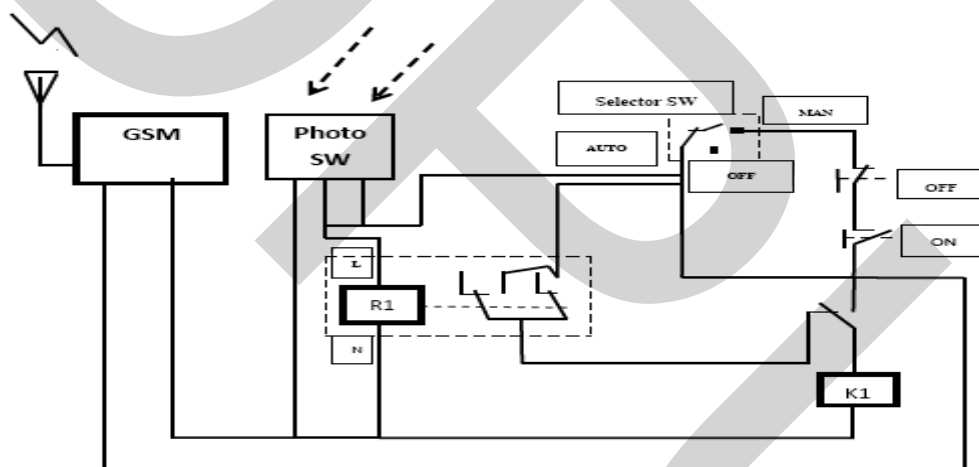 Selector SW
MAN
GSM
Photo
SW
AUTO
OFF
OFF
ON
L
R1
N
K1